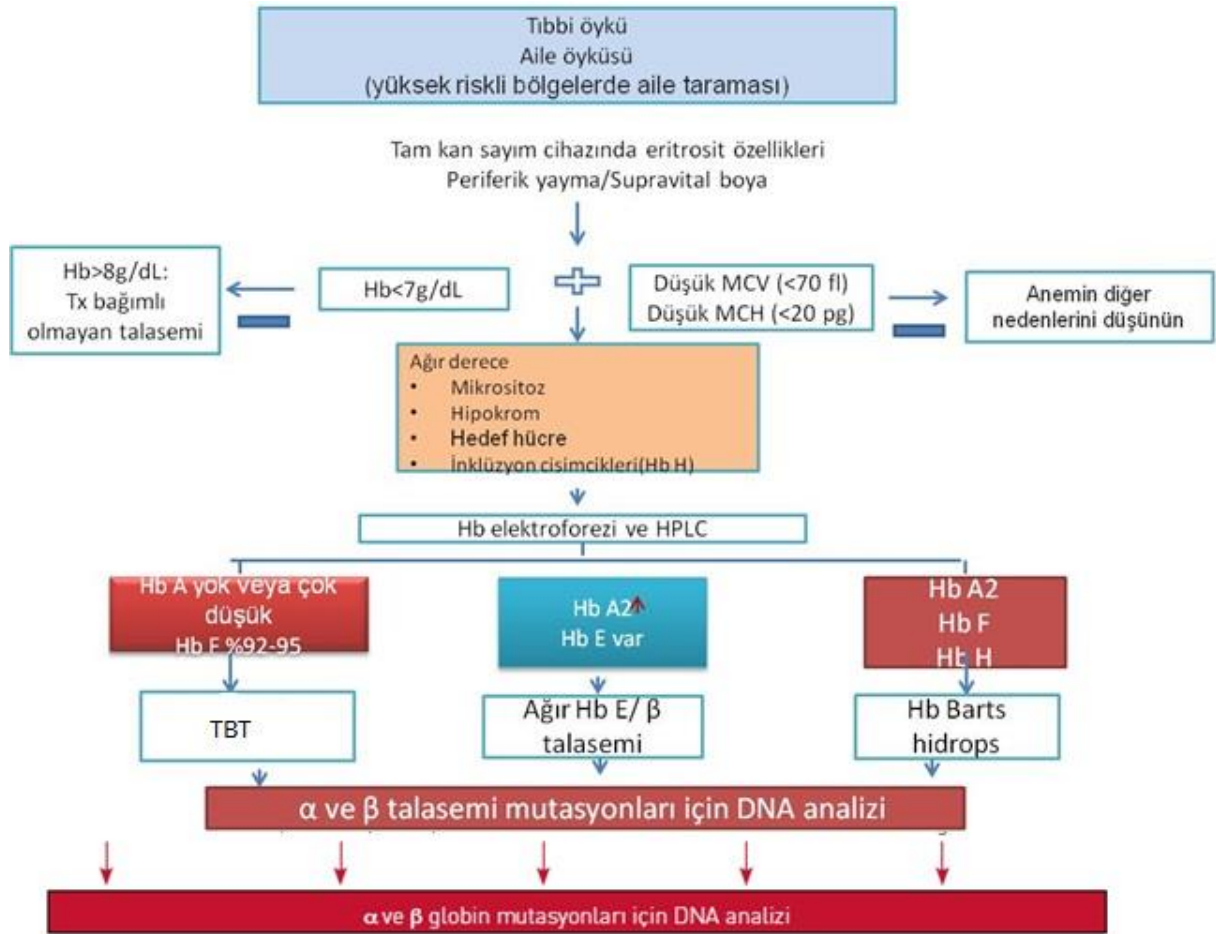 Tıbbi öykü
Aile öyküsü
(yüksek riskli bölgelerde aile taraması)
Tam kan sayım cihazında eritrosit özellikleri
Periferik yayma/Supravital boya
Hb>8g/dL:
Tx bağımlı
olmayan talasemi
Hb<7g/dL
Düşük MCV (<70 fl)
Düşük MCH (<20 pg)
Anemin diğer
nedenlerini düşünün
Ağır derece
• Mikrositoz
• Hipokrom
• Hedef hücre
• İnklüzyon cisimcikleri(Hb H)
Hb elektroforezi ve HPLC
Hb A yok veya çok
düşük
Hb F %92-95
Hb A2
Hb E var
Hb A2
Hb F
Hb H
TBT
Ağır Hb E/ β
talasemi
Hb Barts
hidrops
α ve β talasemi mutasyonları için DNA analizi
α ve β globin mutasyonları için DNA analizi